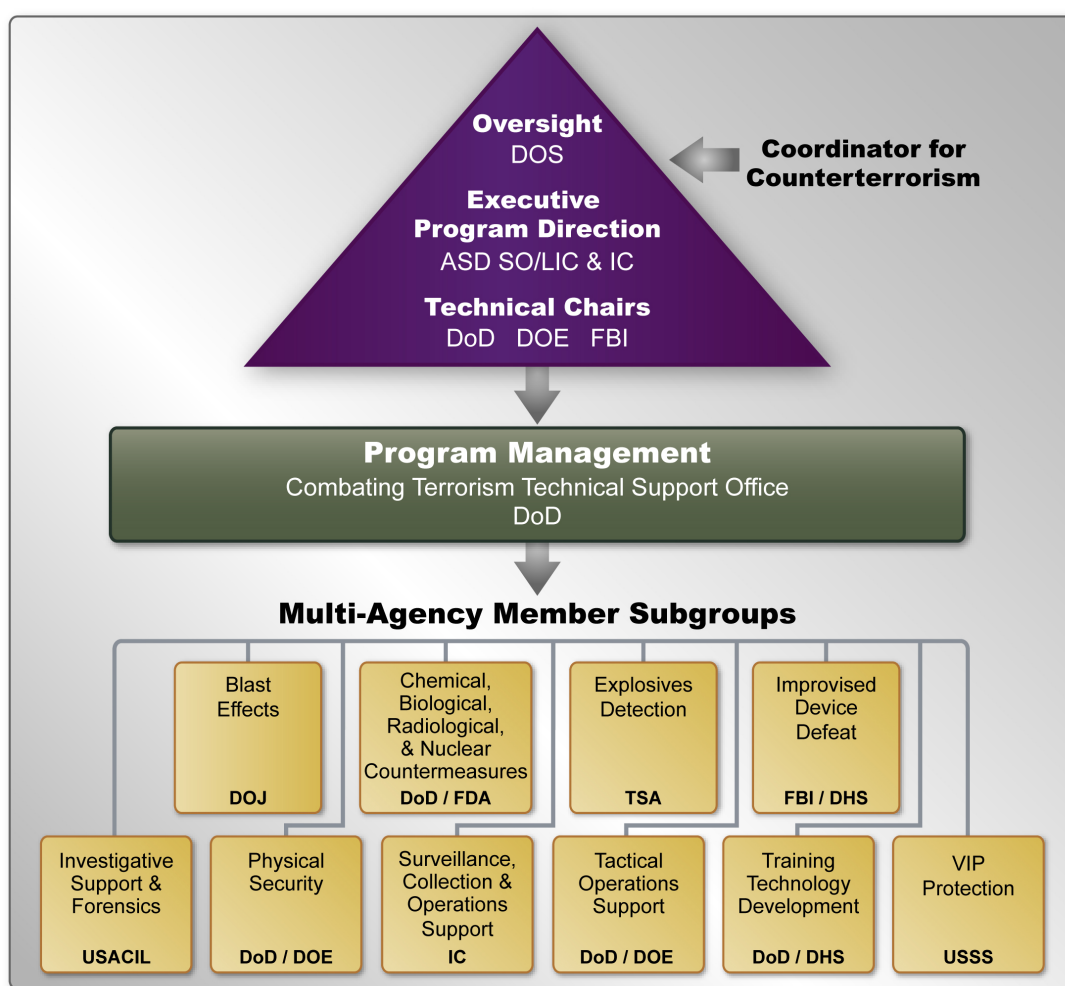 Oversight
DOS
Executive
Program Direction
ASD SO/LIC & IC
Technical Chairs
DoD DOE FBI
Coordinator for
Counterterrorism
Program Management
Combating Terrorism Technical Support Office
DoD
Multi-Agency Member Subgroups
Blast
Effects
DOJ
Chemical,
Biological,
Radiological,
& Nuclear
Countermeasures
DoD / FDA
Explosives
Detection
TSA
Improvised
Device
Defeat
FBI / DHS
Investigative
Support &
Forensics
USACIL
Physical
Security
DoD / DOE
Surveillance,
Collection &
Operations
Support
IC
Tactical
Operations
Support
DoD / DOE
Training
Technology
Development
DoD / DHS
VIP
Protection
USSS